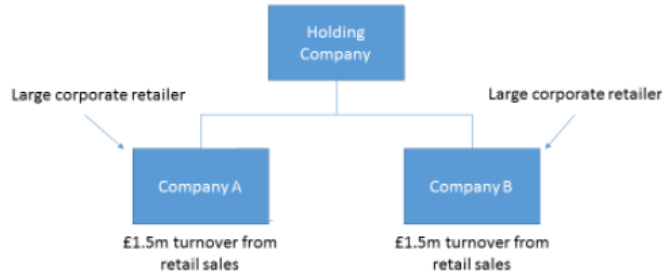 Holding
Company
Large corporate retailer
Large corporate retailer
Company A
Company B
£1.5m turnover from
retail sales
£1.5m turnover from
retail sales